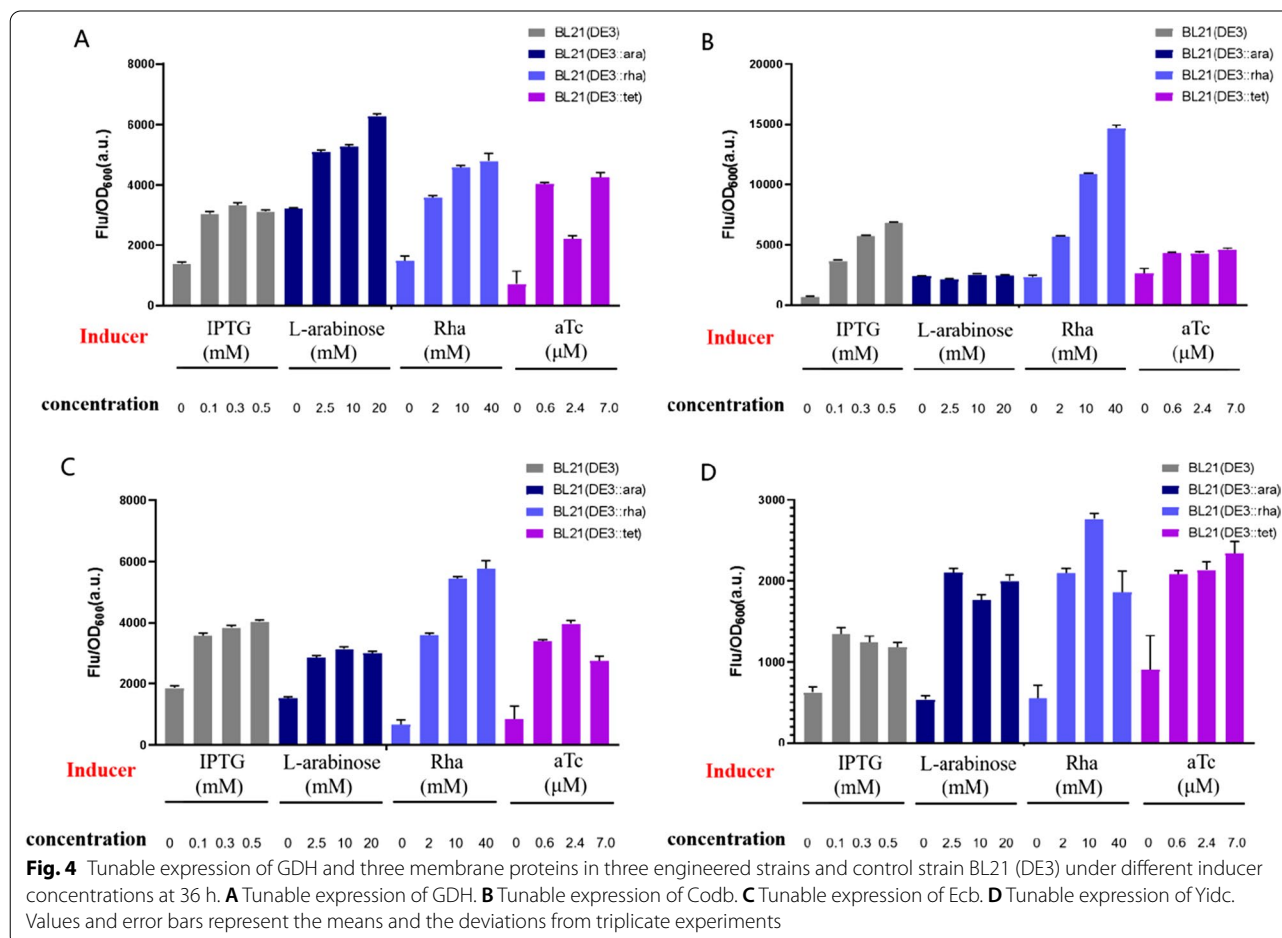 A
BL21(DE3)
BL21(DE3::ara)
BL21(DE3::rha)
BL21(DE3::tet)
8000
6000
4000
2000
0
Flu/OD600(a.u.)
Inducer
IPTG
(mM)
L-arabinose
(mM)
Rha
(mM)
aTc
(μM)
concentration
0 0.1 0.3 0.5 0 2.5 10 20 0 2 10 40 0 0.6 2.4 7.0
B
BL21(DE3)
BL21(DE3::ara)
BL21(DE3::rha)
BL21(DE3::tet)
20000
15000
10000
5000
0
Flu/OD600(a.u.)
Inducer
IPTG
(mM)
L-arabinose
(mM)
Rha
(mM)
aTc
(μM)
concentration
0 0.1 0.3 0.5 0 2.5 10 20 0 2 10 40 0 0.6 2.4 7.0
C
BL21(DE3)
BL21(DE3::ara)
BL21(DE3::rha)
BL21(DE3::tet)
8000
6000
4000
2000
0
Flu/OD600(a.u.)
Inducer
IPTG
(mM)
L-arabinose
(mM)
Rha
(mM)
aTc
(μM)
concentration
0 0.1 0.3 0.5 0 2.5 10 20 0 2 10 40 0 0.6 2.4 7.0
D
BL21(DE3)
BL21(DE3::ara)
BL21(DE3::rha)
BL21(DE3::tet)
3000
2000
1000
0
Flu/OD600(a.u.)
Inducer
IPTG
(mM)
L-arabinose
(mM)
Rha
(mM)
aTc
(μM)
concentration
0 0.1 0.3 0.5 0 2.5 10 20 0 2 10 40 0 0.6 2.4 7.0
Fig. 4 Tunable expression of GDH and three membrane proteins in three engineered strains and control strain BL21 (DE3) under different inducer
concentrations at 36 h. A Tunable expression of GDH. B Tunable expression of Codb. C Tunable expression of Ecb. D Tunable expression of Yidc.
Values and error bars represent the means and the deviations from triplicate experiments